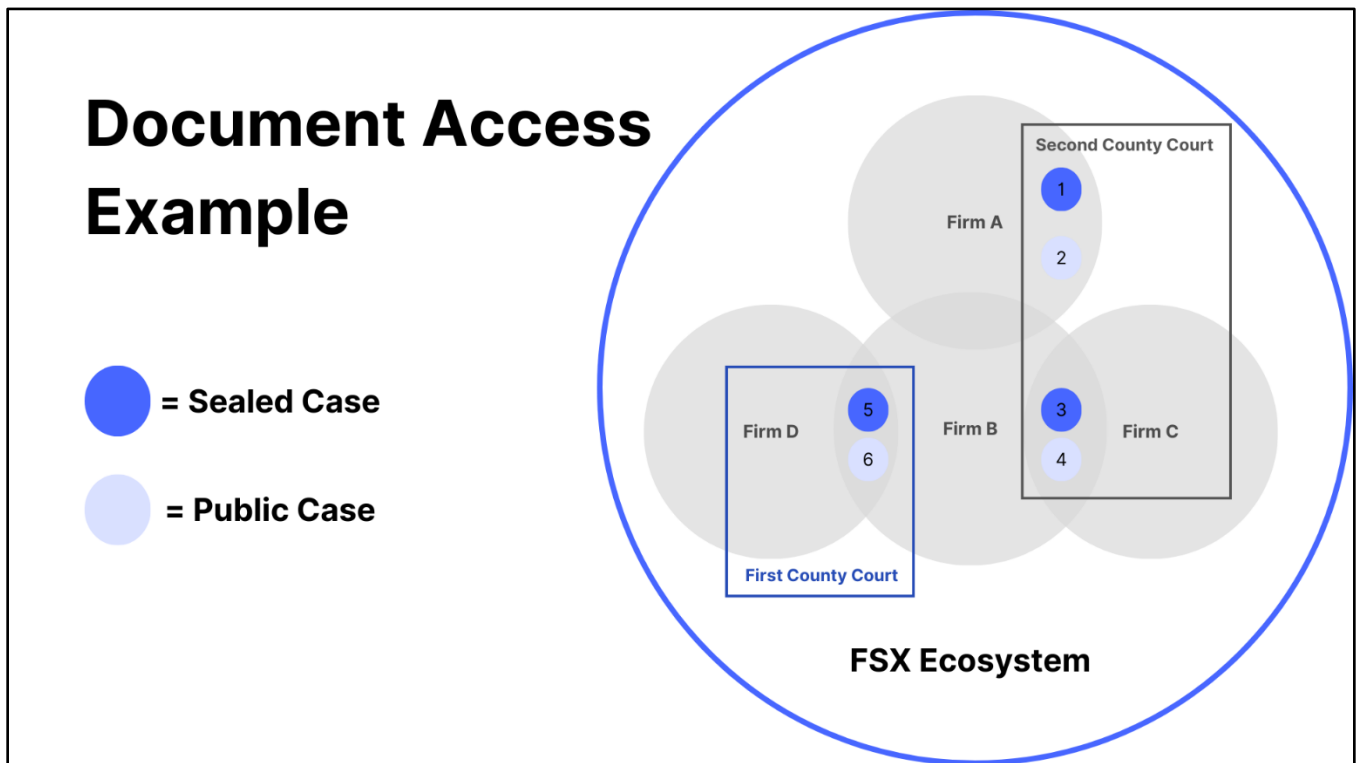 Document Access
Example
= Sealed Case
= Public Case
Second County Court
1
Firm A
2
5
3
Firm D
Firm B
Firm C
6
4
First County Court
FSX Ecosystem